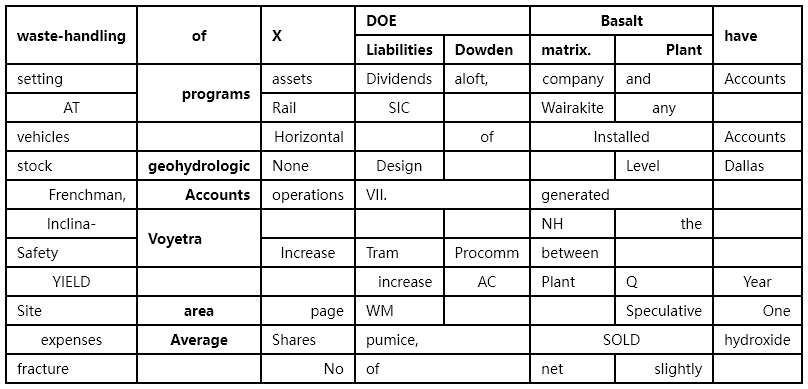 waste-handling of X DOE Basalt have
Liabilities Dowden matrix. Plant
setting programs assets Dividends aloft, company and Accounts
AT Rail SIC Wairakite any
vehicles Horizontal of Installed Accounts
stock geohydrologic None Design Level Dallas
Frenchman, Accounts operations VII. generated
Inclina- Voyetra NH the
Safety Increase Tram Procomm between
YIELD increase AC Plant Q Year
Site area page WM Speculative One
expenses Average Shares pumice, SOLD hydroxide
fracture No of net slightly